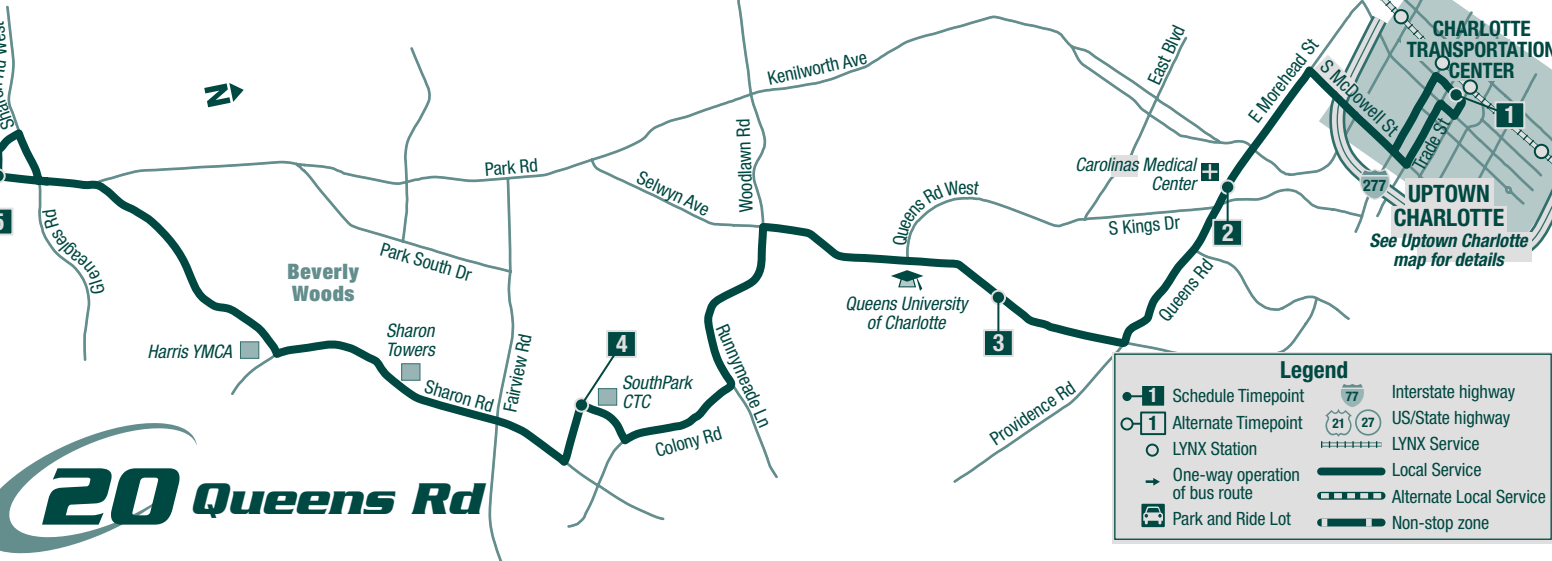 CHARLOTTE
TRANSPORTATION
CENTER
1
E Morehead St
S McDowell St
Trade St
277
UPTOWN
CHARLOTTE
See Uptown Charlotte
map for details
East Blvd
Kenilworth Ave
Carolinas Medical
Center
2
S Kings Dr
Queens Rd West
Queens Rd
Woodlawn Rd
Selwyn Ave
Park Rd
N
5
Gleneagles Rd
Park South Dr
Beverly
Woods
Queens University
of Charlotte
3
Providence Rd
Runnymeade Ln
4
SouthPark
CTC
Colony Rd
Fairview Rd
Sharon
Towers
Sharon Rd
Harris YMCA
20 Queens Rd
Legend
1 Schedule Timepoint
1 Alternate Timepoint
LYNX Station
One-way operation
of bus route
Park and Ride Lot
77 Interstate highway
21 27 US/State highway
LYNX Service
Local Service
Alternate Local Service
Non-stop zone